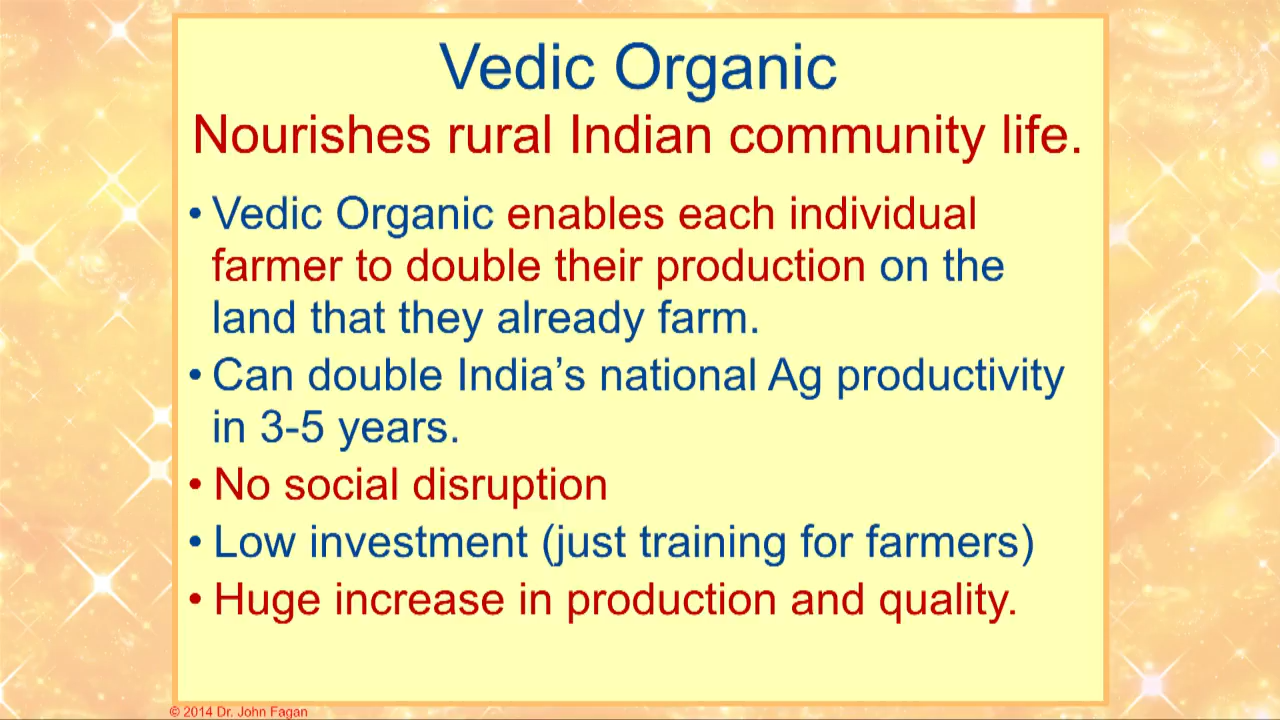 Vedic Organic
Nourishes rural Indian community life.
• Vedic Organic enables each individual
farmer to double their production on the
land that they already farm.
• Can double India’s national Ag productivity
in 3-5 years.
• No social disruption
• Low investment (just training for farmers)
• Huge increase in production and quality.
© 2014 Dr. John Fagan